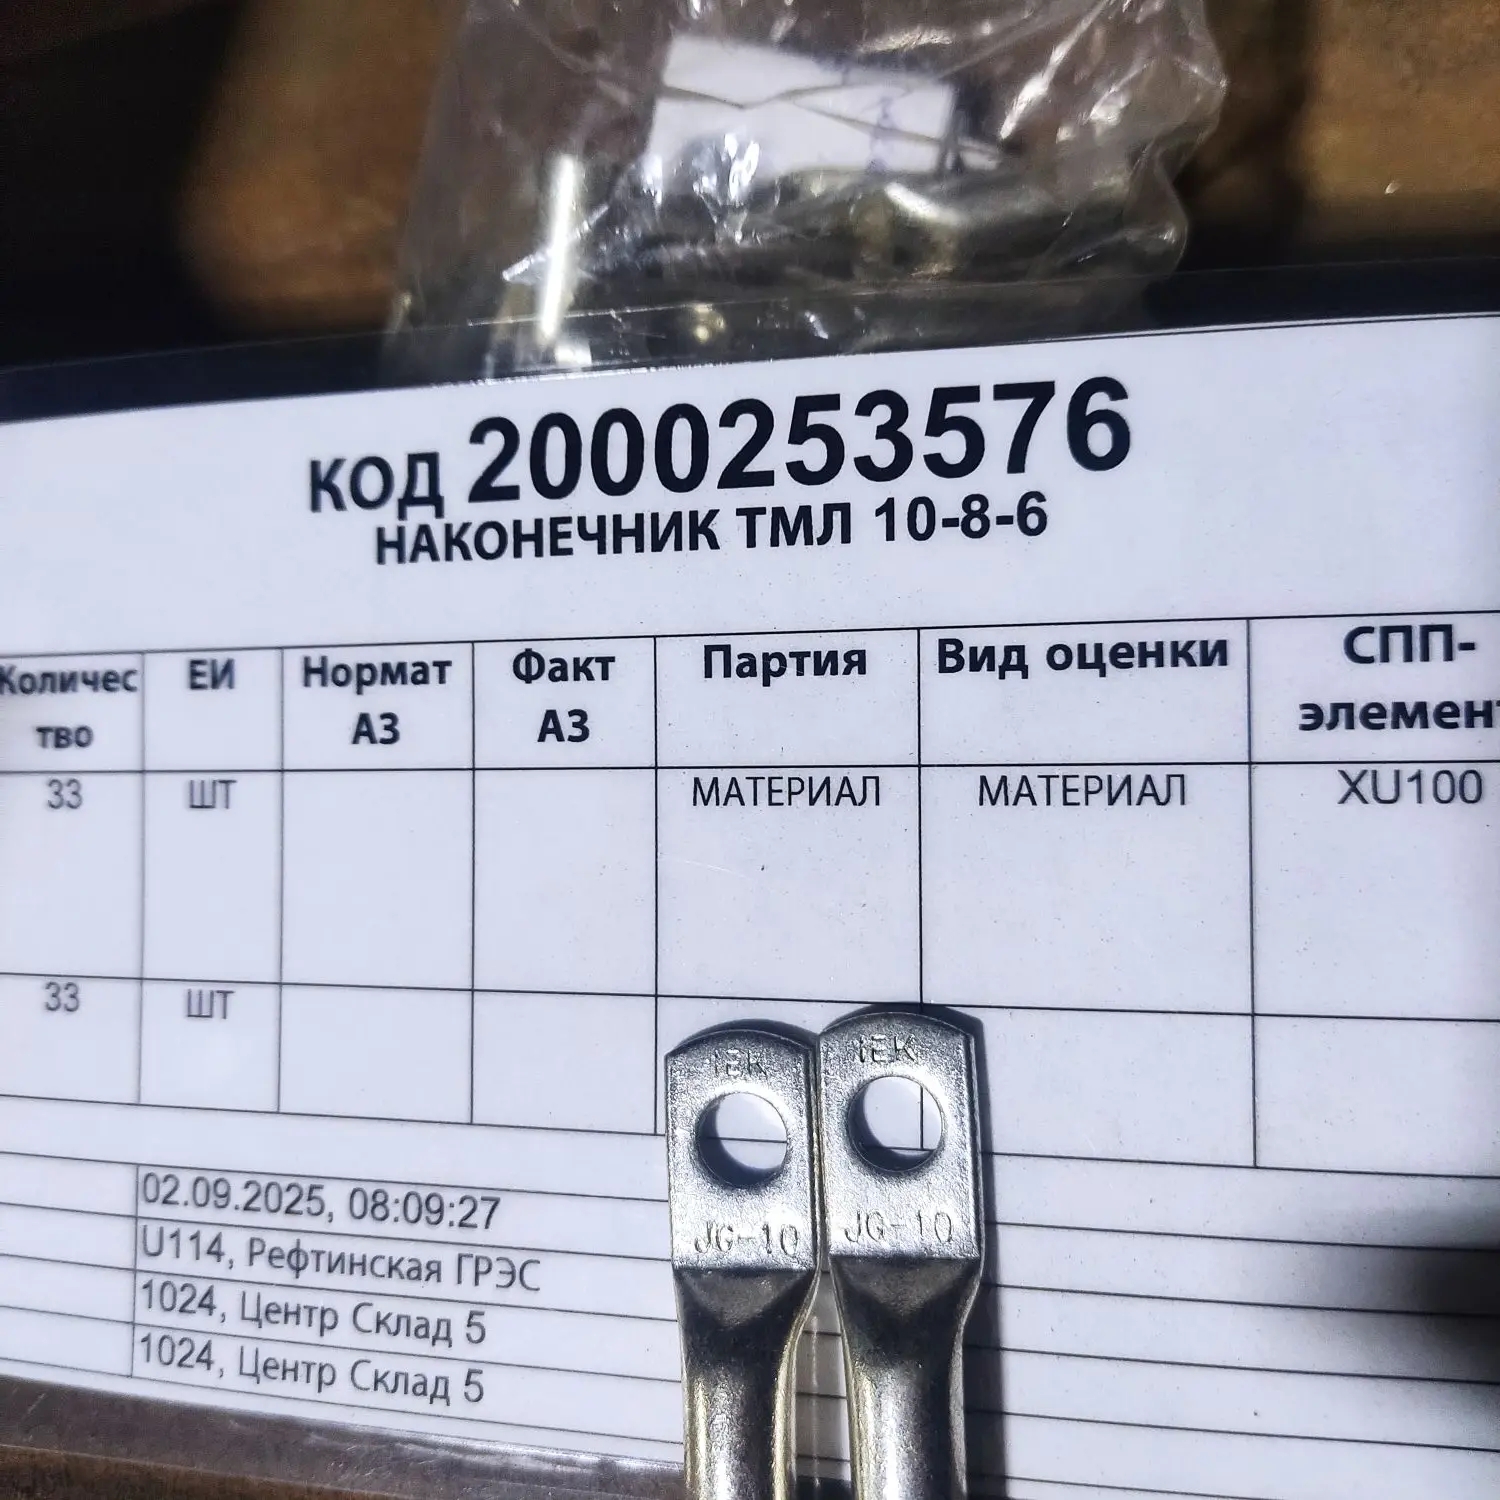 КОД 2000253576
НАКОНЕЧНИК ТМЛ 10-8-6
Количес
тво
ЕИ
Нормат
АЗ
Факт
АЗ
Партия
Вид оценки
СПП-
элемен
33
ШТ
МАТЕРИАЛ
МАТЕРИАЛ
XU100
33
ШТ
IEK
IEK
JG-10
JG-10
02.09.2025, 08:09:27
U114, Рефтинская ГРЭС
1024, Центр Склад 5
1024, Центр Склад 5